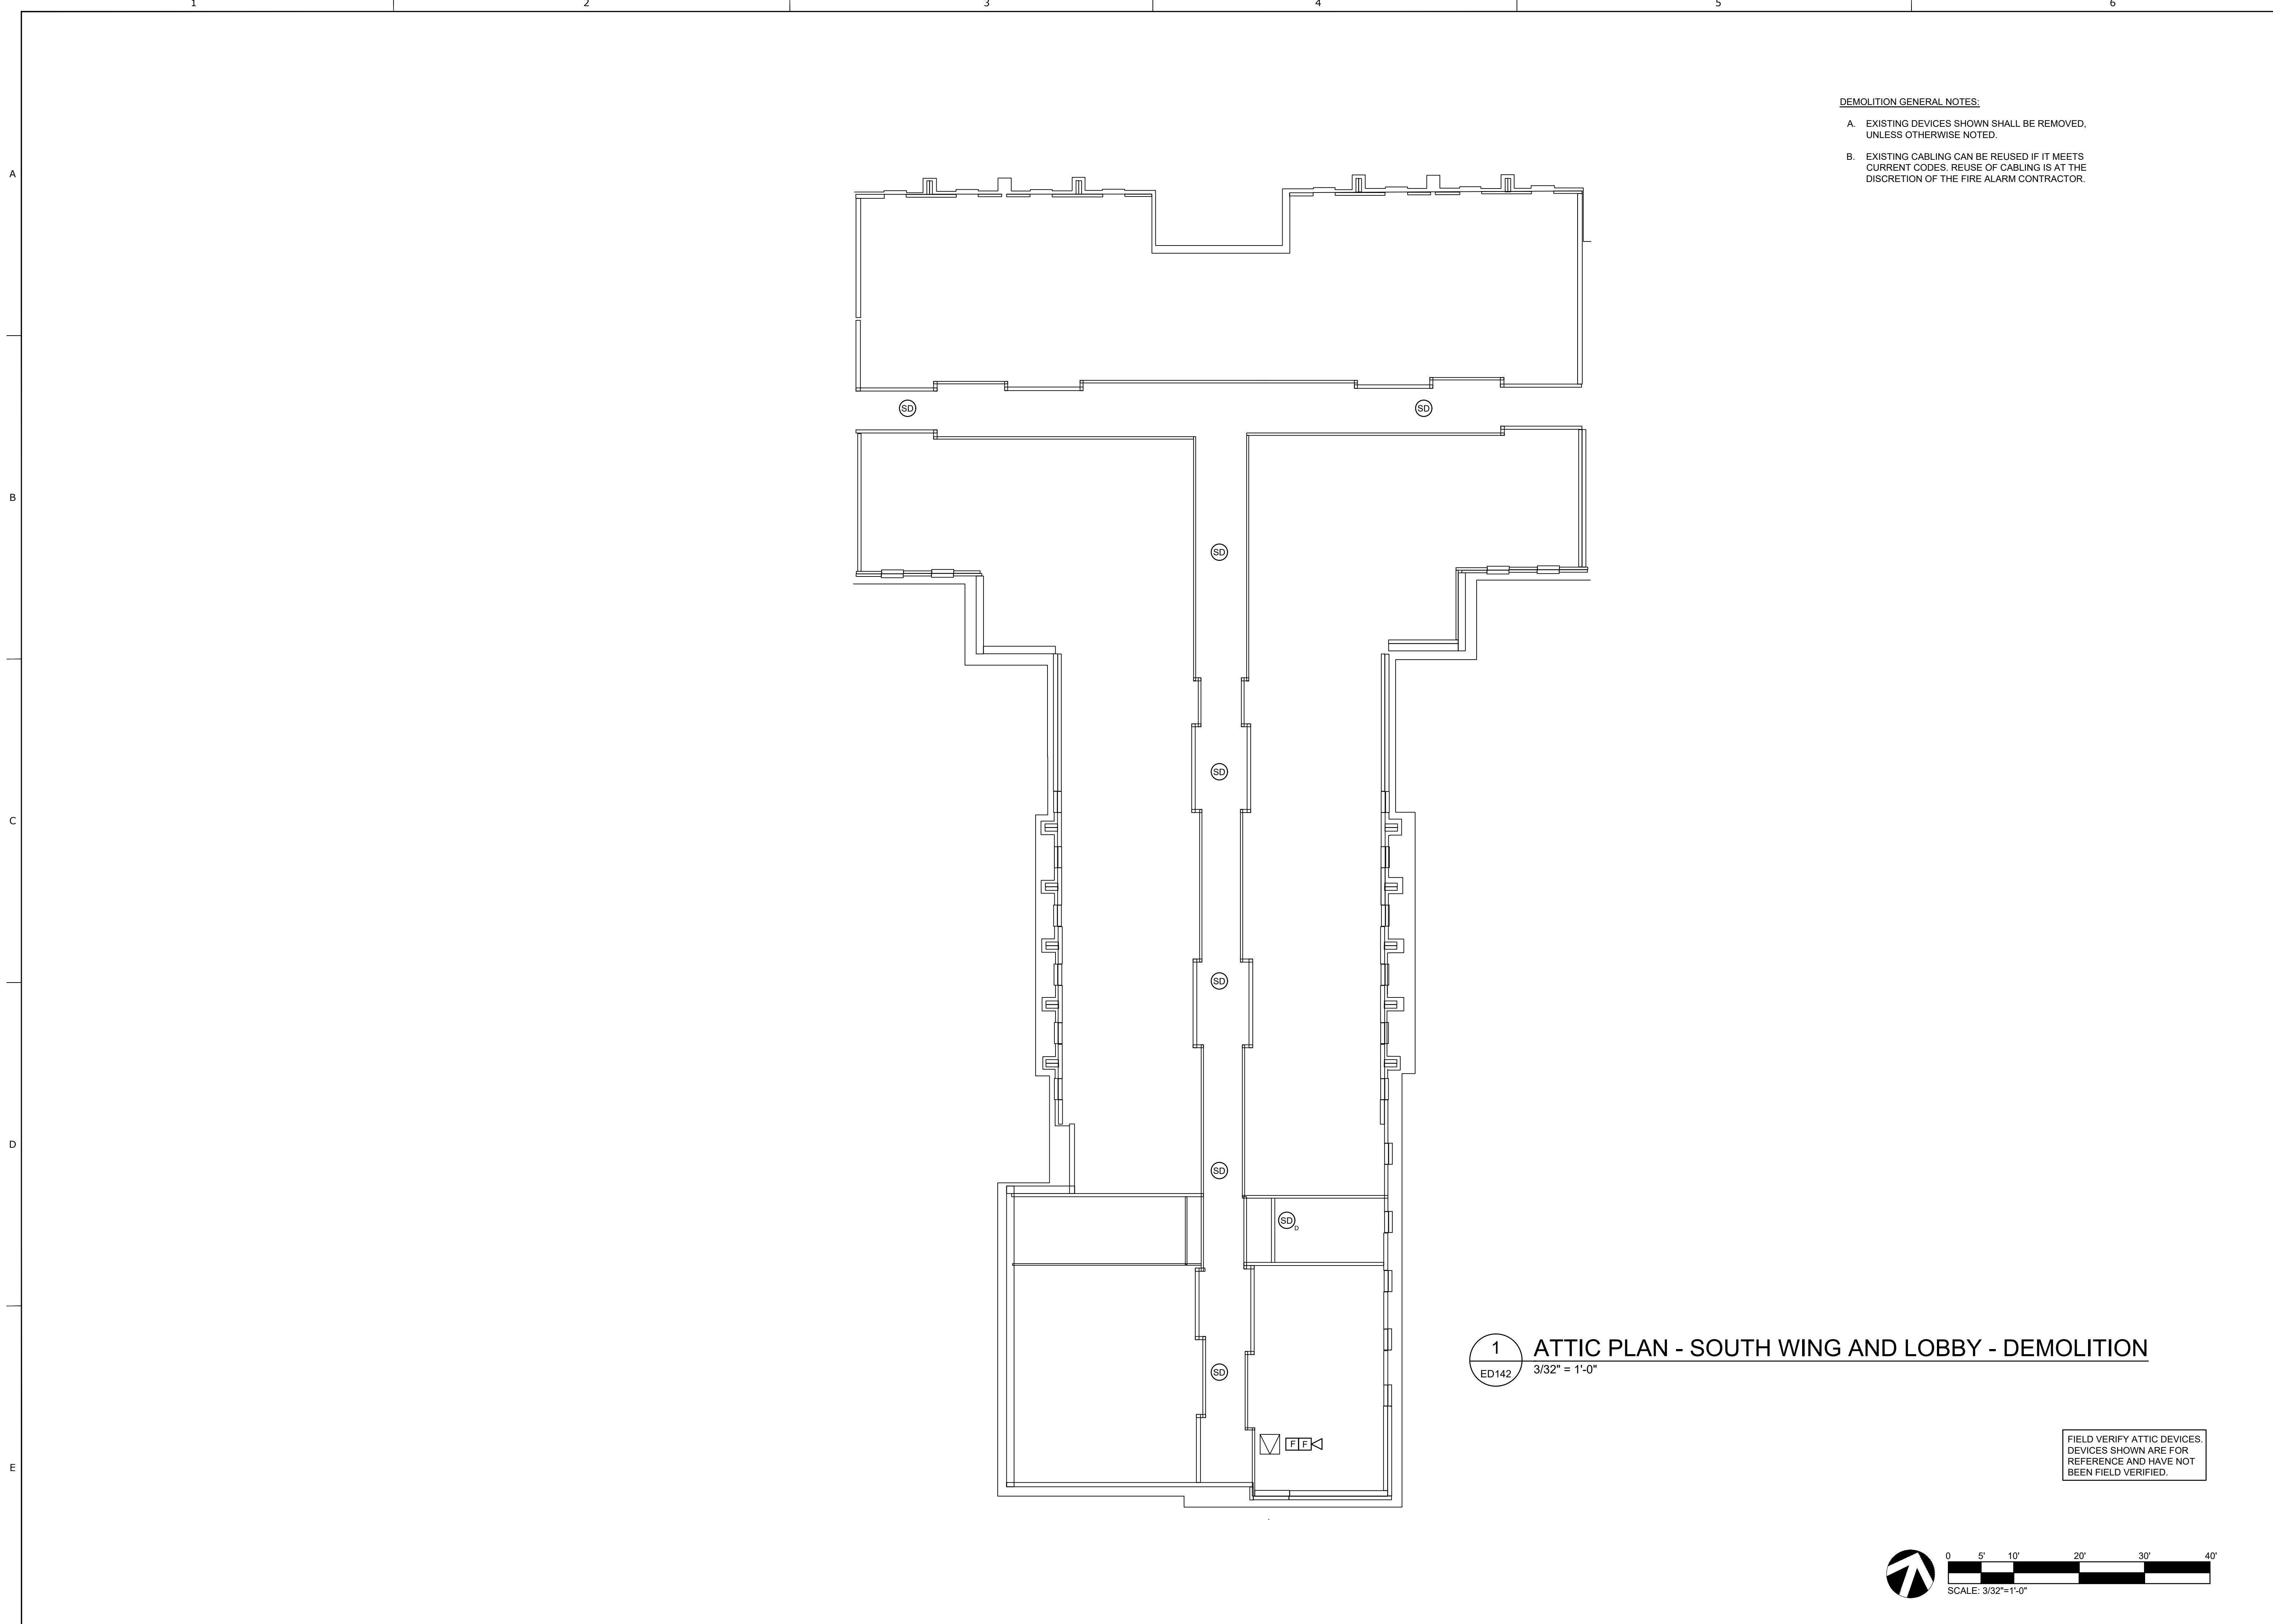 1 2 3 4 5 6
DEMOLITION GENERAL NOTES:
A. EXISTING DEVICES SHOWN SHALL BE REMOVED,
UNLESS OTHERWISE NOTED.
B. EXISTING CABLING CAN BE REUSED IF IT MEETS
CURRENT CODES. REUSE OF CABLING IS AT THE
DISCRETION OF THE FIRE ALARM CONTRACTOR.
A
SD SD
B
SD
SD
C
SD
D
SD
SD D
1
ED142
ATTIC PLAN - SOUTH WING AND LOBBY - DEMOLITION
3/32" = 1'-0"
SD
F F
FIELD VERIFY ATTIC DEVICES.
DEVICES SHOWN ARE FOR
REFERENCE AND HAVE NOT
BEEN FIELD VERIFIED.
E
0 5' 10' 20' 30' 40'
SCALE: 3/32"=1'-0"